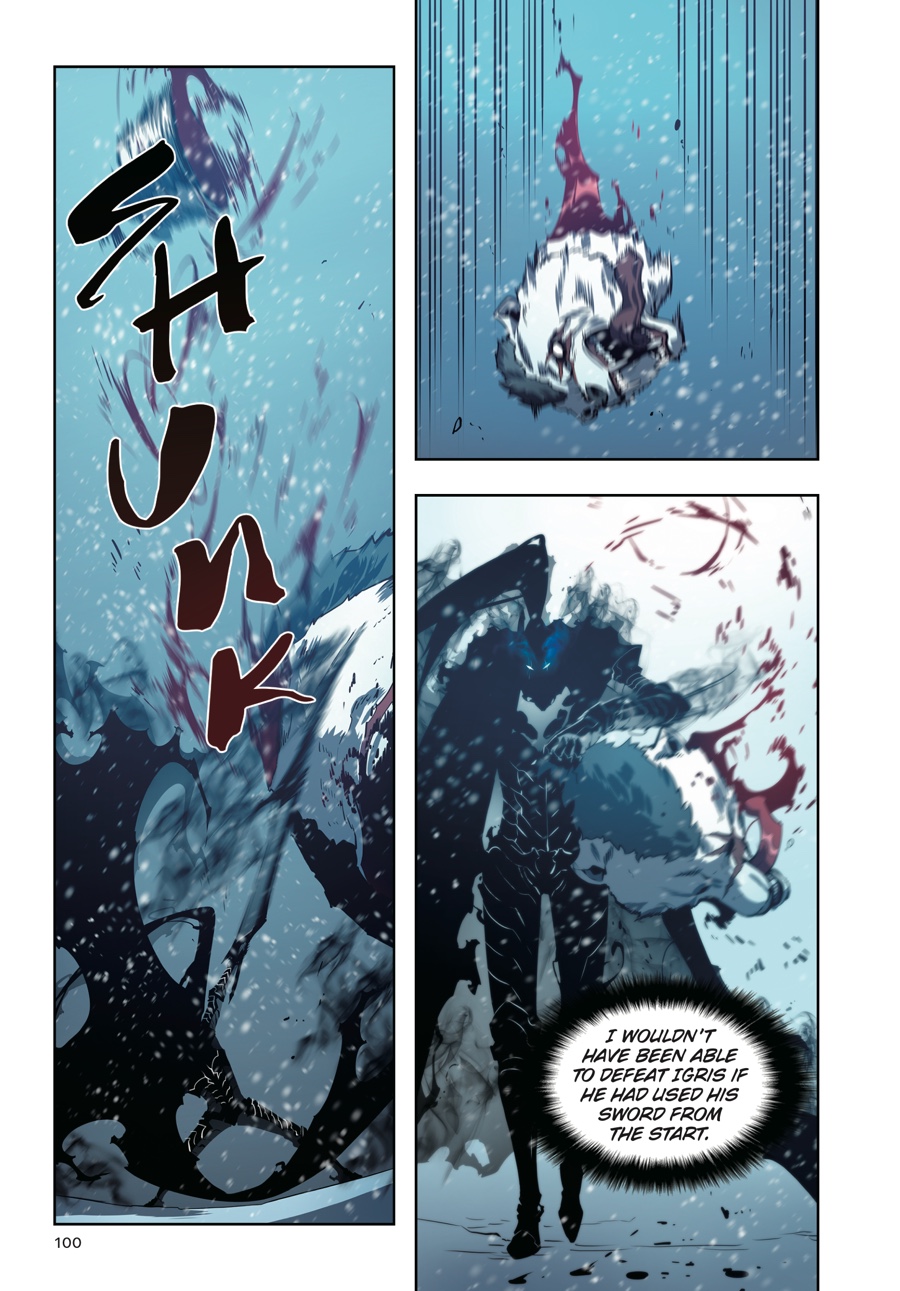 SHUNK
I WOULDN'T
HAVE BEEN ABLE
TO DEFEAT IGRIS IF
HE HAD USED HIS
SWORD FROM
THE START.
100